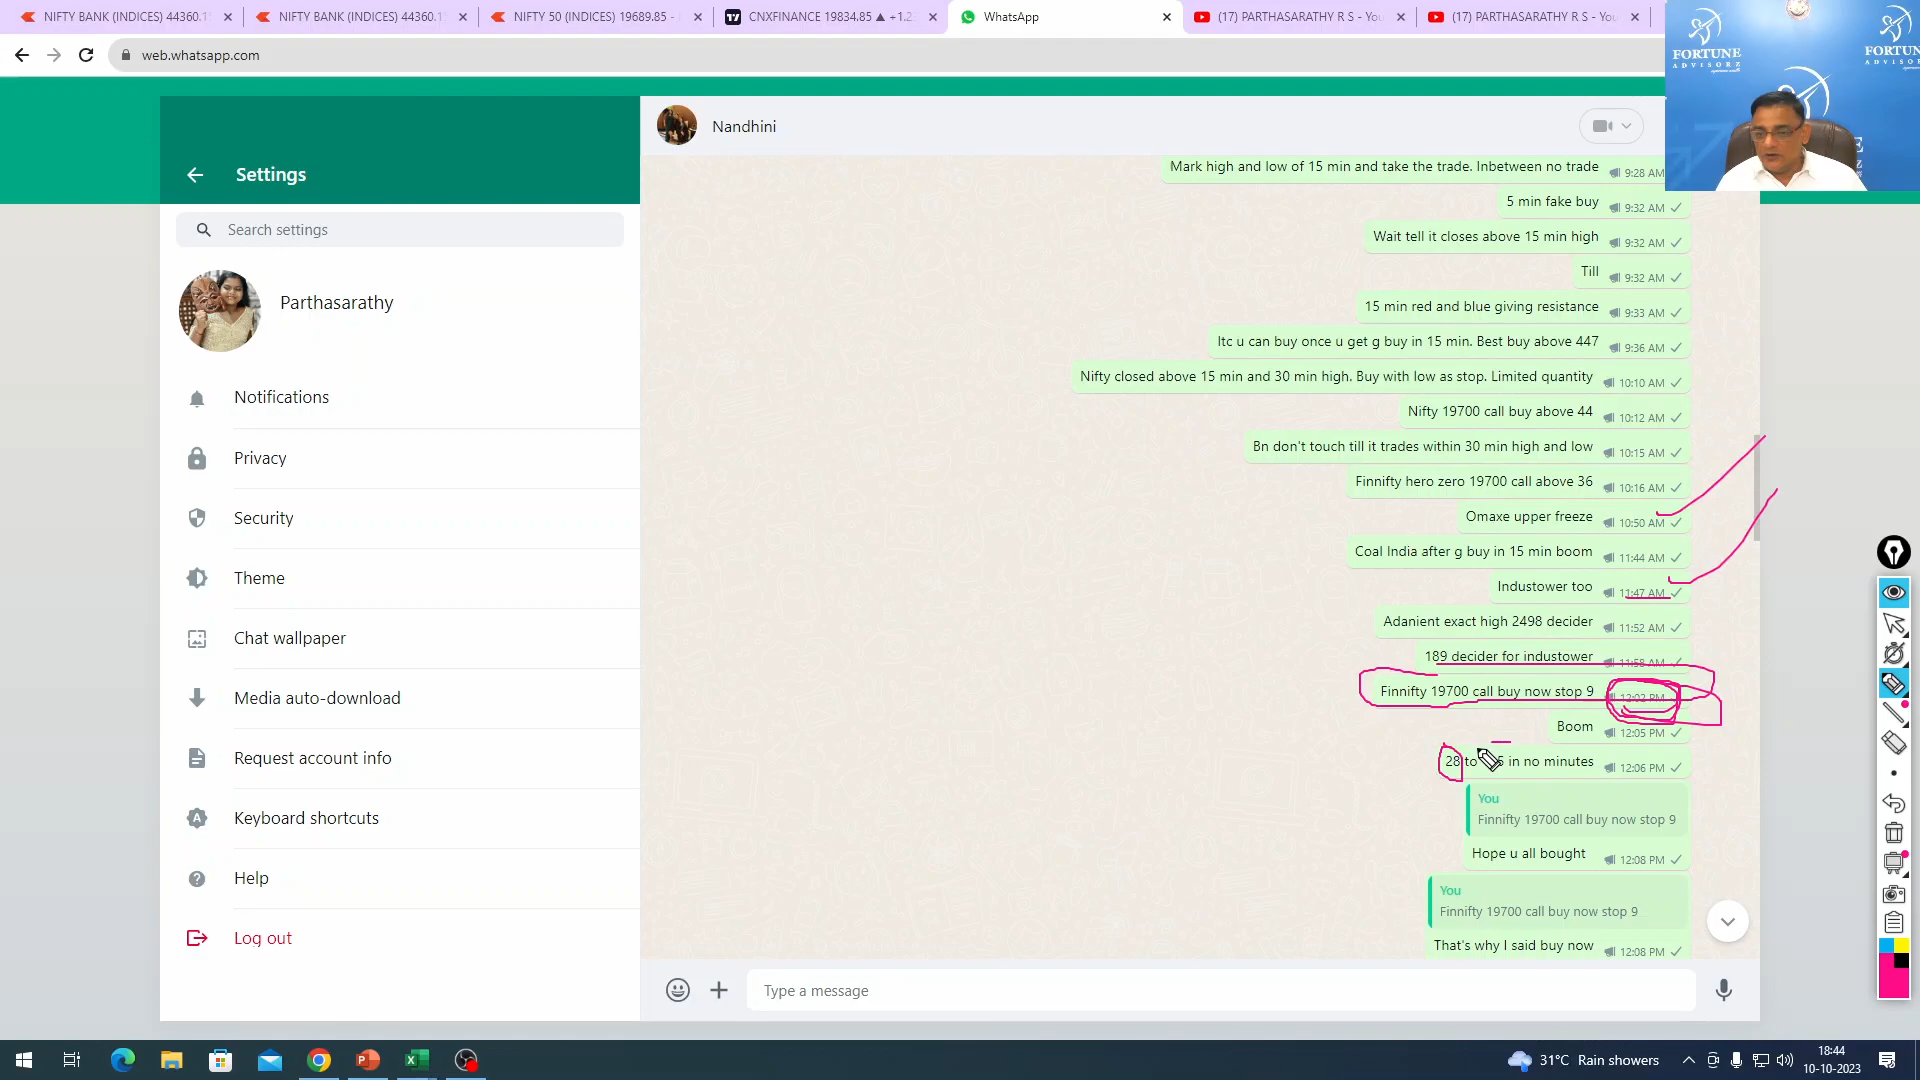 NIFTY BANK (INDICES) 44360.1
NIFTY BANK (INDICES) 44360.1
NIFTY 50 (INDICES) 19689.85 -
CNXFINANCE 19834.85 ▲ +1.2
WhatsApp
(17) PARTHASARATHY R S - You
(17) PARTHASARATHY R S - You
web.whatsapp.com
FORTUNE
ADVISORZ
FORTUN
ADVISORZ
Settings
Search settings
Parthasarathy
Notifications
Privacy
Security
Theme
Chat wallpaper
Media auto-download
Request account info
Keyboard shortcuts
Help
Log out
Nandhini
Mark high and low of 15 min and take the trade. Inbetween no trade 9:28 AM
5 min fake buy 9:32 AM
Wait tell it closes above 15 min high 9:32 AM
Till 9:32 AM
15 min red and blue giving resistance 9:33 AM
Itc u can buy once u get g buy in 15 min. Best buy above 447 9:36 AM
Nifty closed above 15 min and 30 min high. Buy with low as stop. Limited quantity 10:10 AM
Nifty 19700 call buy above 44 10:12 AM
Bn don't touch till it trades within 30 min high and low 10:15 AM
Finnifty hero zero 19700 call above 36 10:16 AM
Omaxe upper freeze 10:50 AM
Coal India after g buy in 15 min boom 11:44 AM
Industower too 11:47 AM
Adanient exact high 2498 decider 11:52 AM
189 decider for industower 11:58 AM
Finnifty 19700 call buy now stop 9 12:02 PM
Boom 12:05 PM
28 to 5 in no minutes 12:06 PM
You
Finnifty 19700 call buy now stop 9
Hope u all bought 12:08 PM
You
Finnifty 19700 call buy now stop 9
That's why I said buy now 12:08 PM
Type a message
31°C Rain showers
18:44
10-10-2023